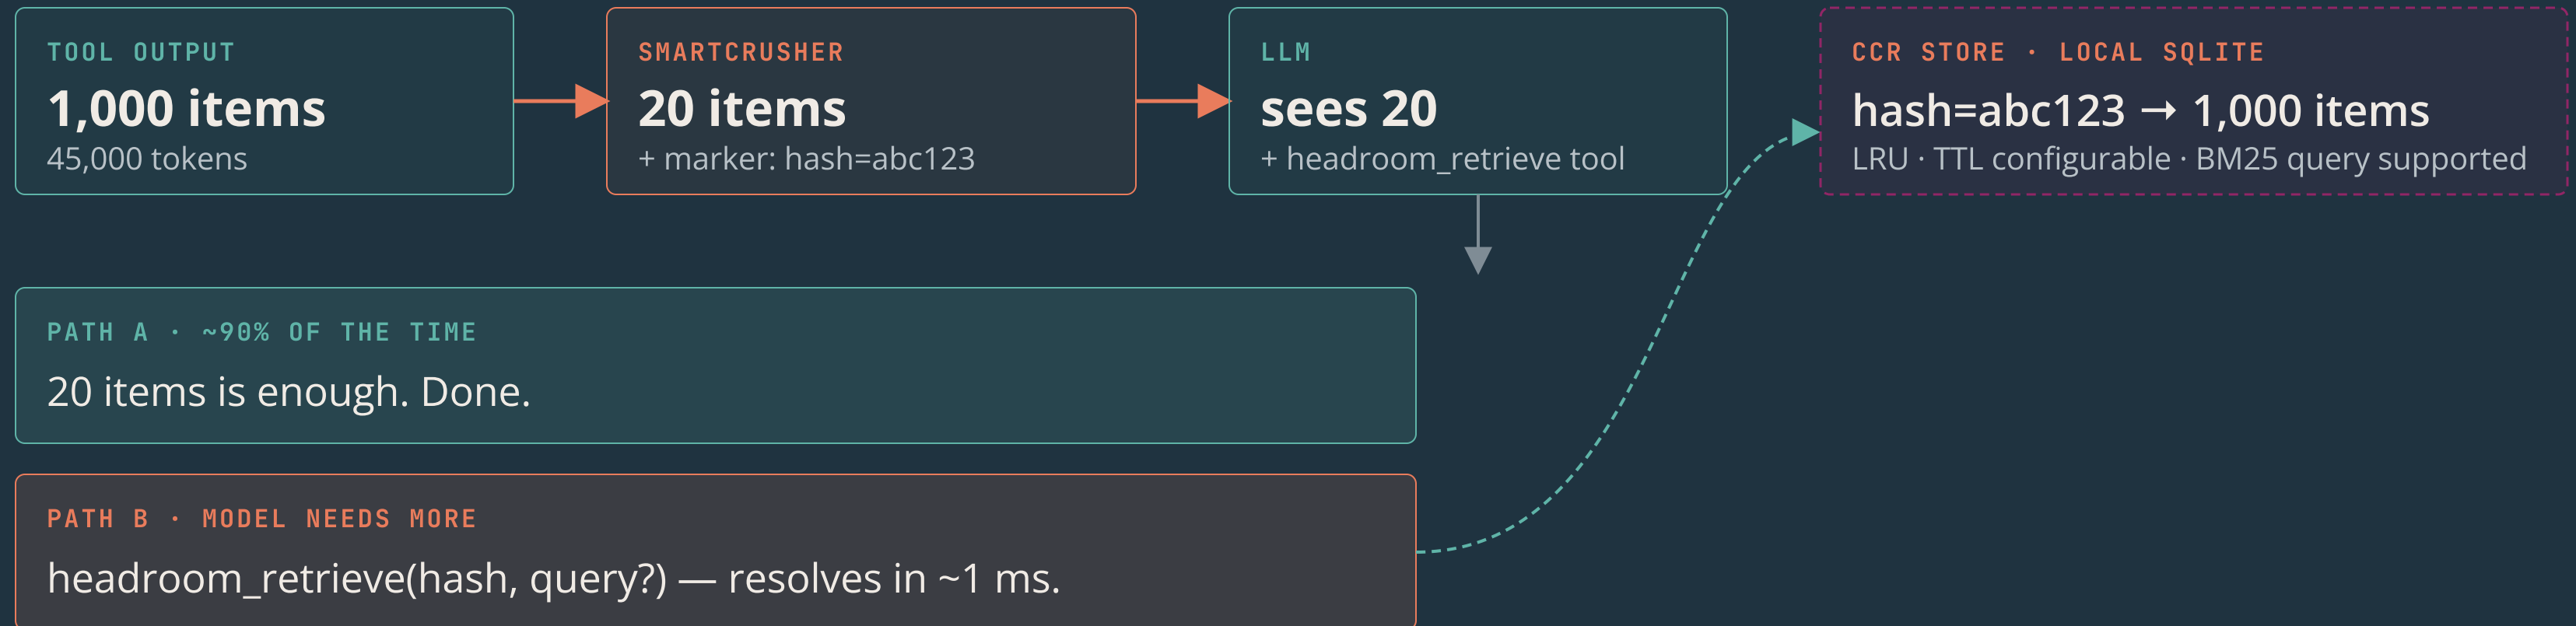 TOOL OUTPUT
1,000 items
45,000 tokens
SMARTCRUSHER
20 items
+ marker: hash=abc123
LLM
sees 20
+ headroom_retrieve tool
CCR STORE · LOCAL SQLITE
hash=abc123 → 1,000 items
LRU · TTL configurable · BM25 query supported
PATH A · ~90% OF THE TIME
20 items is enough. Done.
PATH B · MODEL NEEDS MORE
headroom_retrieve(hash, query?) — resolves in ~1 ms.